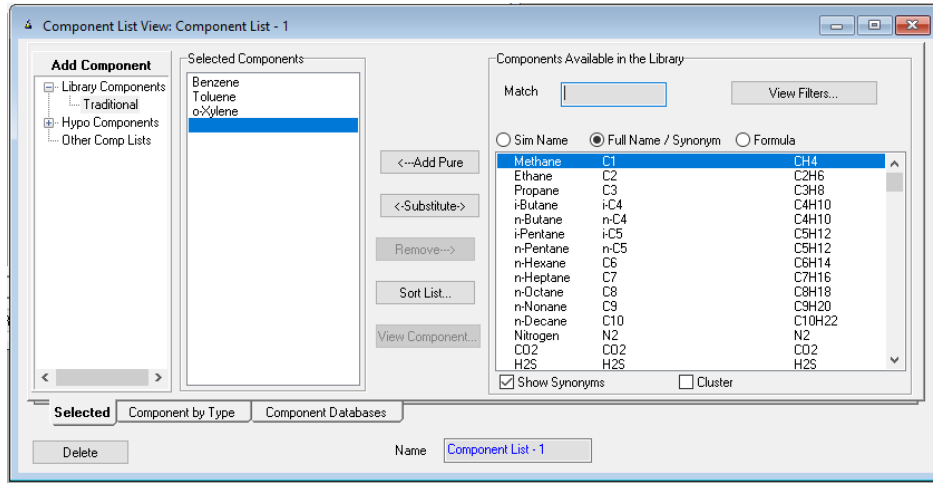 Component List View: Component List - 1
Add Component
Library Components
Traditional
Hypo Components
Other Comp Lists
Selected Components
Benzene
Toluene
o-Xylene
<---Add Pure
<-Substitute->
Remove--->
Sort List...
View Component...
Components Available in the Library
Match
View Filters...
Sim Name Full Name / Synonym Formula
Methane C1 CH4
Ethane C2 C2H6
Propane C3 C3H8
i-Butane i-C4 C4H10
n-Butane n-C4 C4H10
i-Pentane i-C5 C5H12
n-Pentane n-C5 C5H12
n-Hexane C6 C6H14
n-Heptane C7 C7H16
n-Octane C8 C8H18
n-Nonane C9 C9H20
n-Decane C10 C10H22
Nitrogen N2 N2
CO2 CO2 CO2
H2S H2S H2S
Show Synonyms Cluster
Selected Component by Type Component Databases
Delete
Name Component List - 1